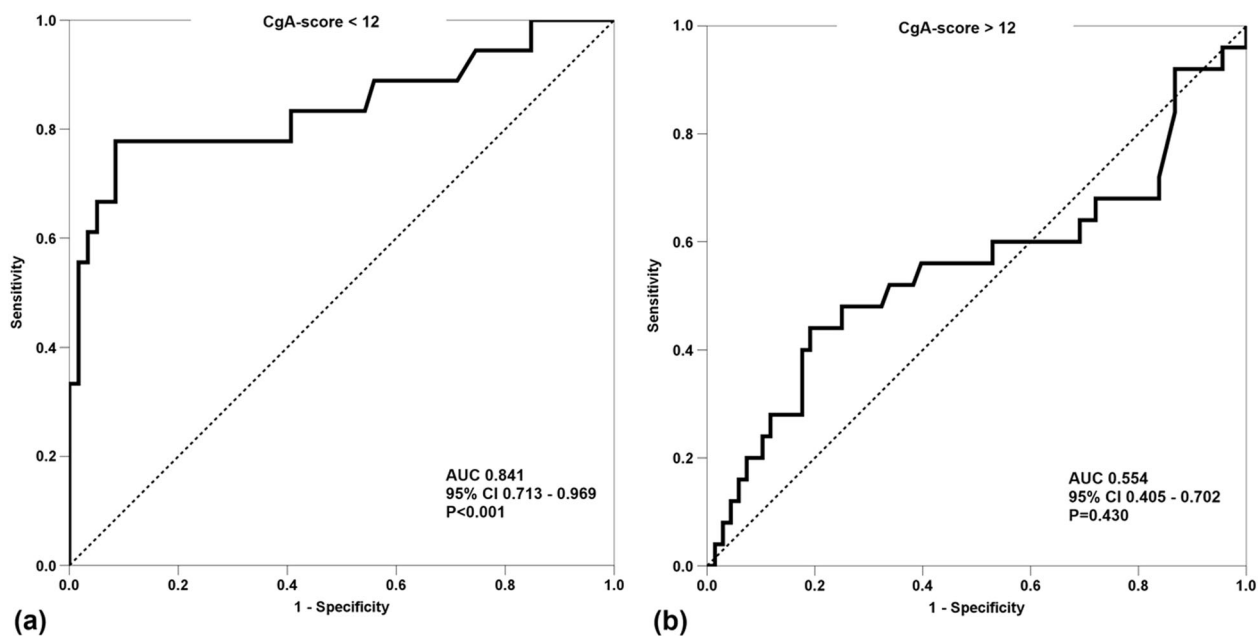 CgA-score < 12
1.0
0.8
0.6
0.4
0.2
0.0
Sensitivity
0.0 0.2 0.4 0.6 0.8 1.0
1 - Specificity
AUC 0.841
95% CI 0.713 - 0.969
P<0.001
(a)
CgA-score > 12
1.0
0.8
0.6
0.4
0.2
0.0
Sensitivity
0.0 0.2 0.4 0.6 0.8 1.0
1 - Specificity
AUC 0.554
95% CI 0.405 - 0.702
P=0.430
(b)